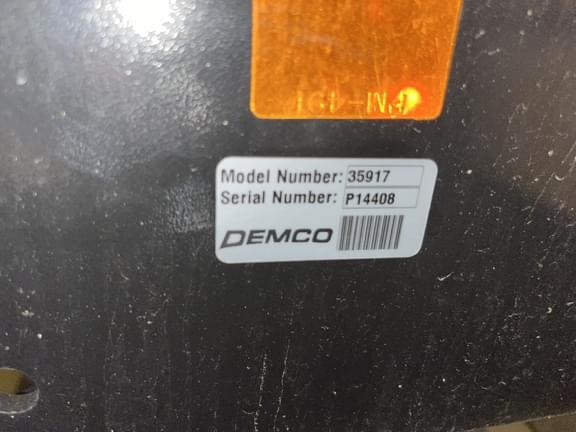 Model Number: 35917
Serial Number: P14408
DEMCO